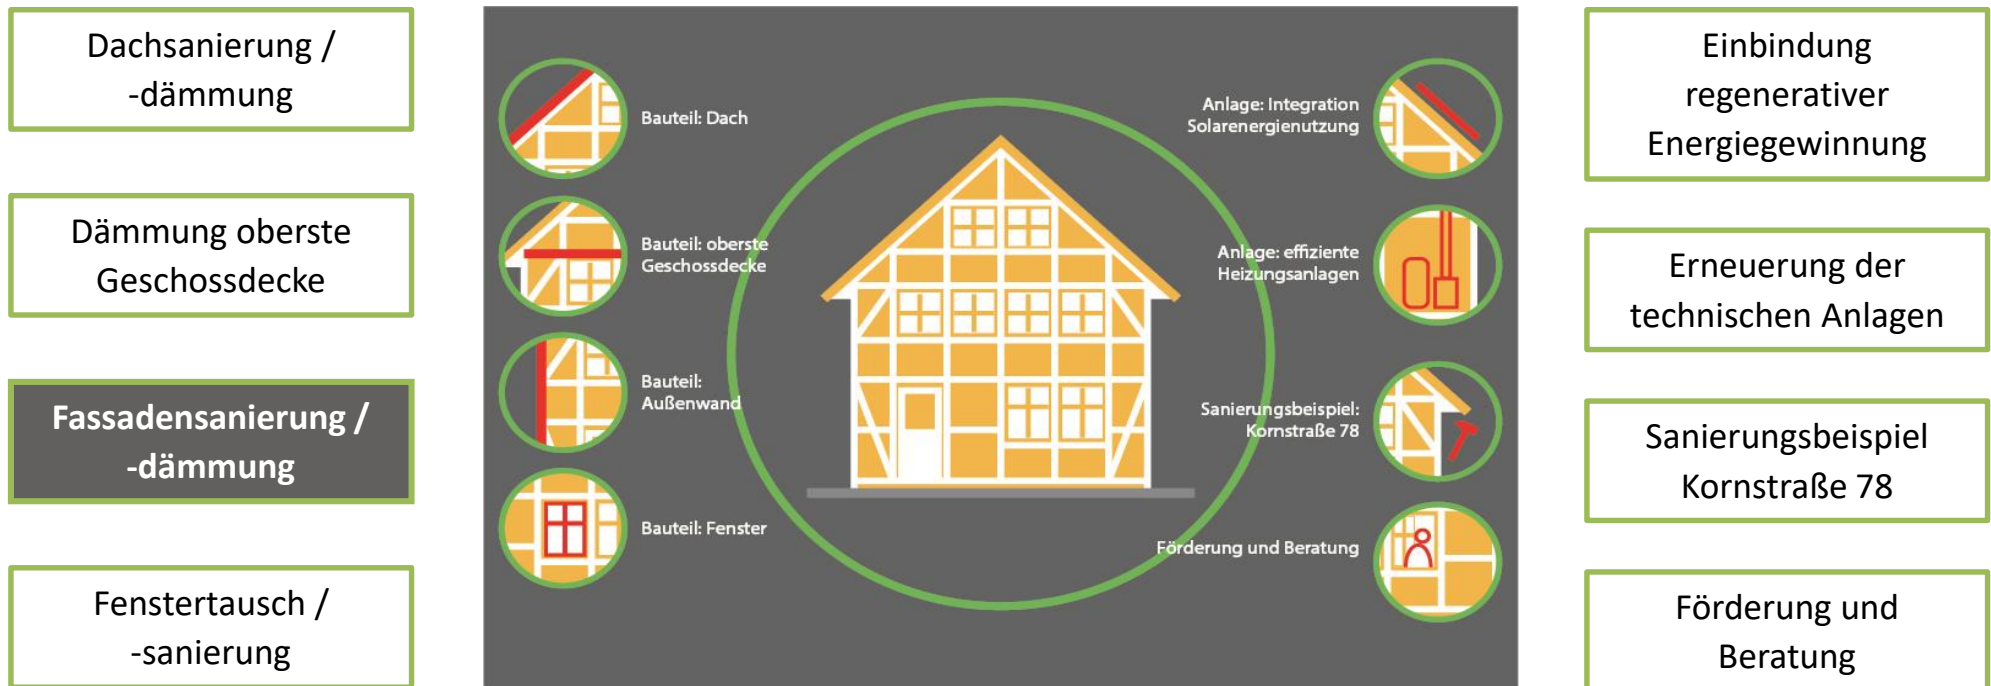 Dachsanierung /
-dämmung
Dämmung oberste
Geschossdecke
Fassadensanierung /
-dämmung
Fenstertausch /
-sanierung
Bauteil: Dach
Bauteil: oberste
Geschossdecke
Bauteil:
Außenwand
Bauteil: Fenster
Anlage: Integration
Solarenergienutzung
Anlage: effiziente
Heizungsanlagen
Sanierungsbeispiel:
Kornstraße 78
Förderung und Beratung
Einbindung
regenerativer
Energiegewinnung
Erneuerung der
technischen Anlagen
Sanierungsbeispiel
Kornstraße 78
Förderung und
Beratung